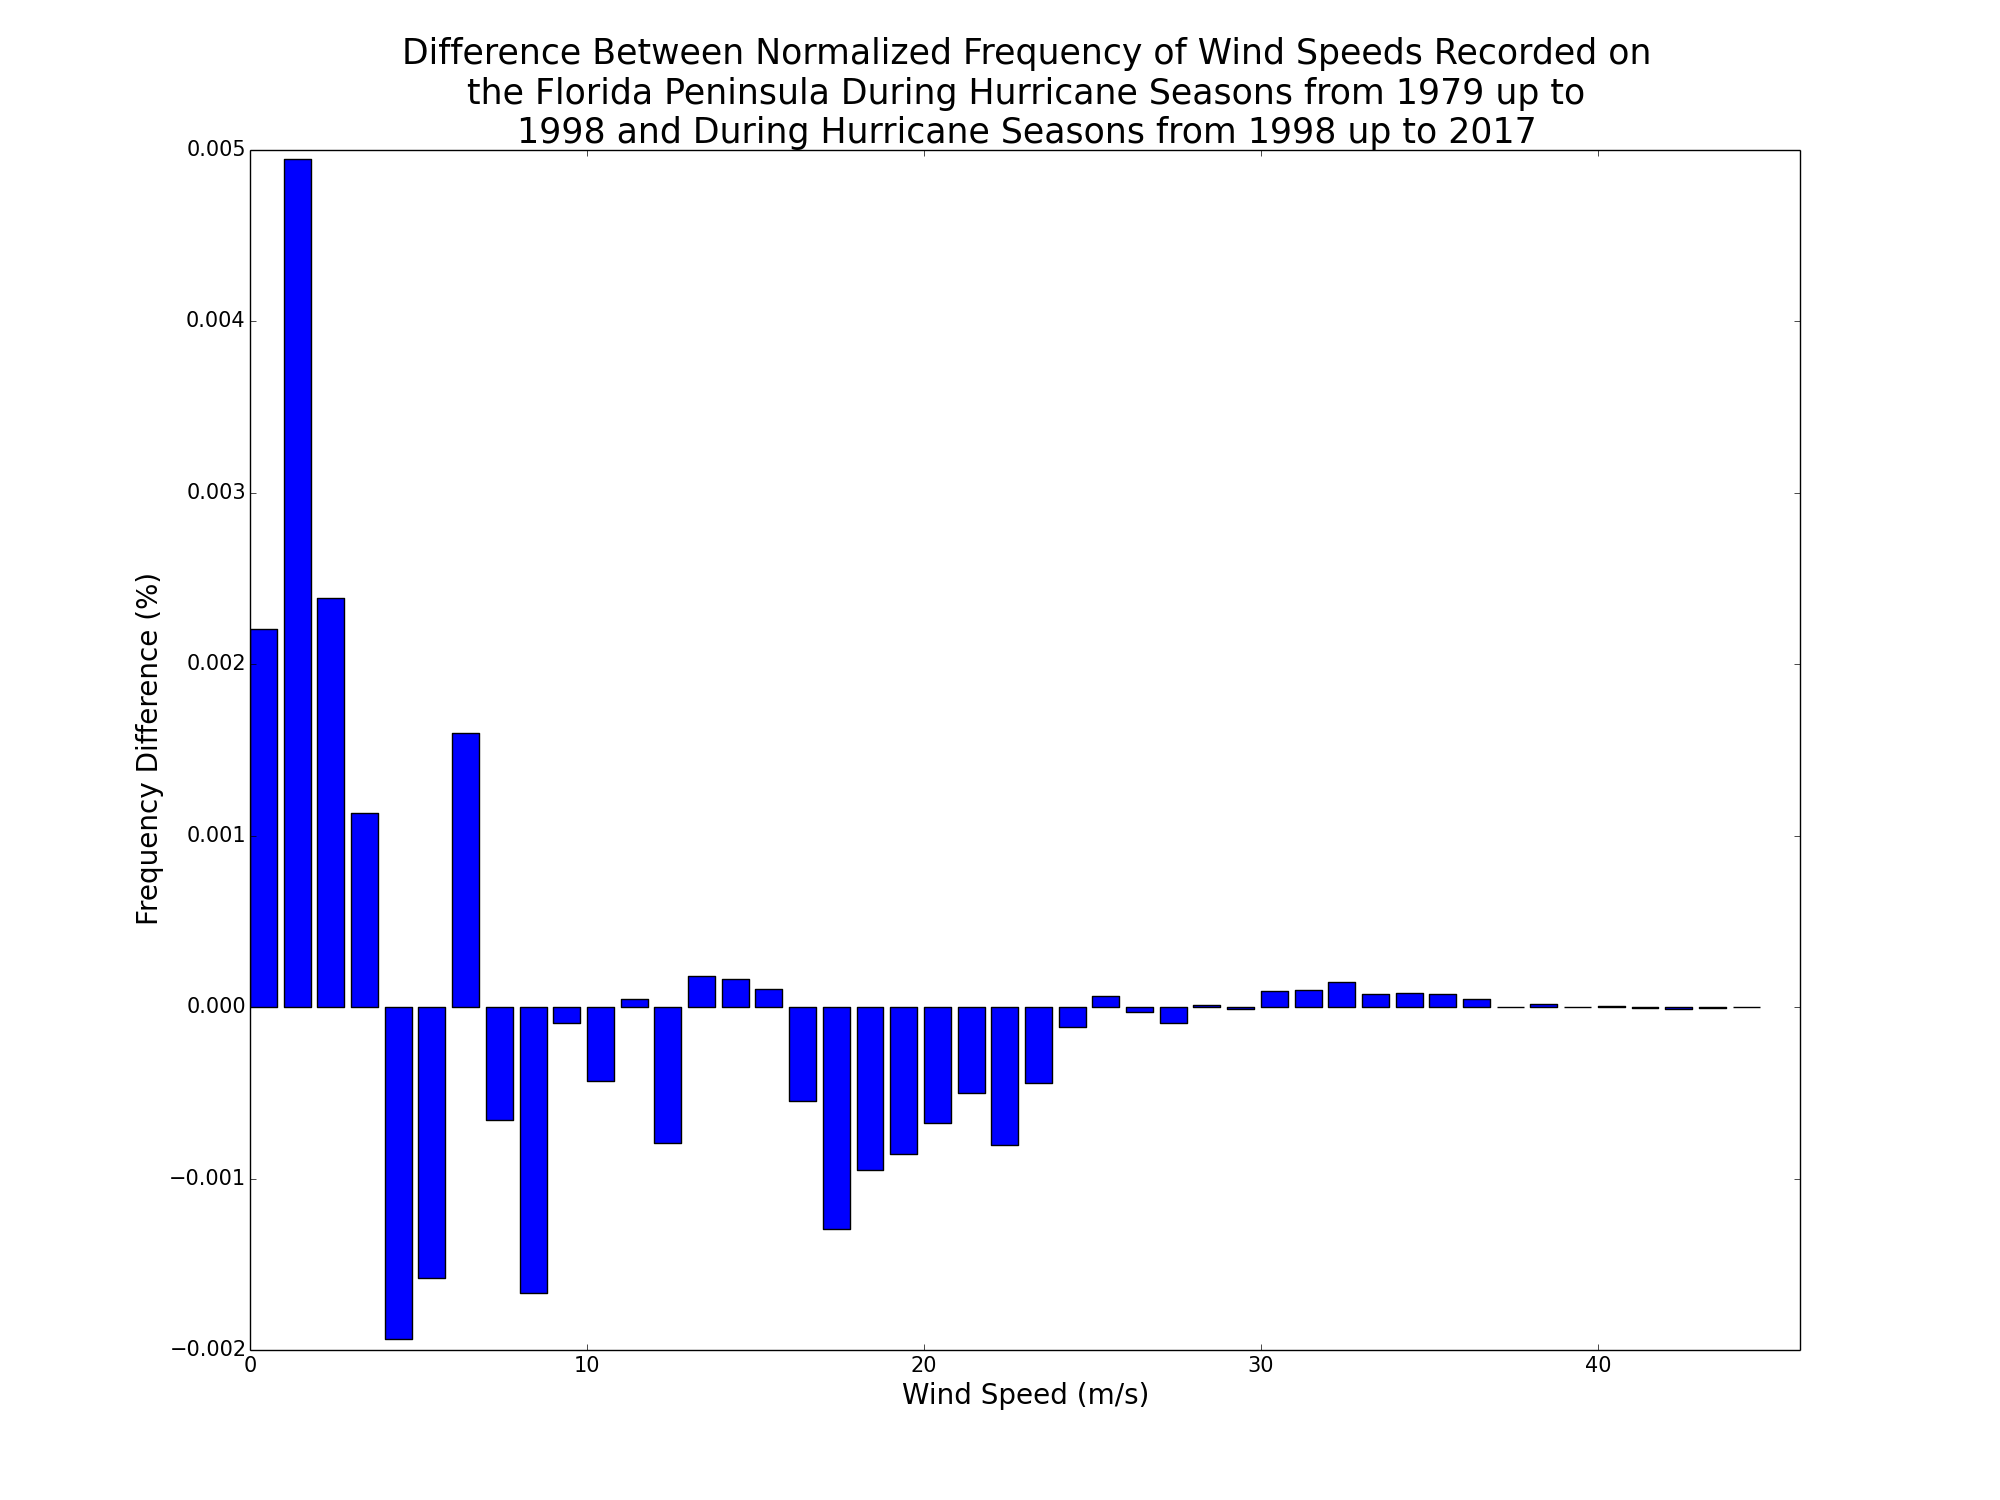 Difference Between Normalized Frequency of Wind Speeds Recorded on
the Florida Peninsula During Hurricane Seasons from 1979 up to
1998 and During Hurricane Seasons from 1998 up to 2017
0.005
0.004
0.003
0.002
0.001
0.000
−0.001
−0.002
Frequency Difference (%)
0 10 20 30 40
Wind Speed (m/s)